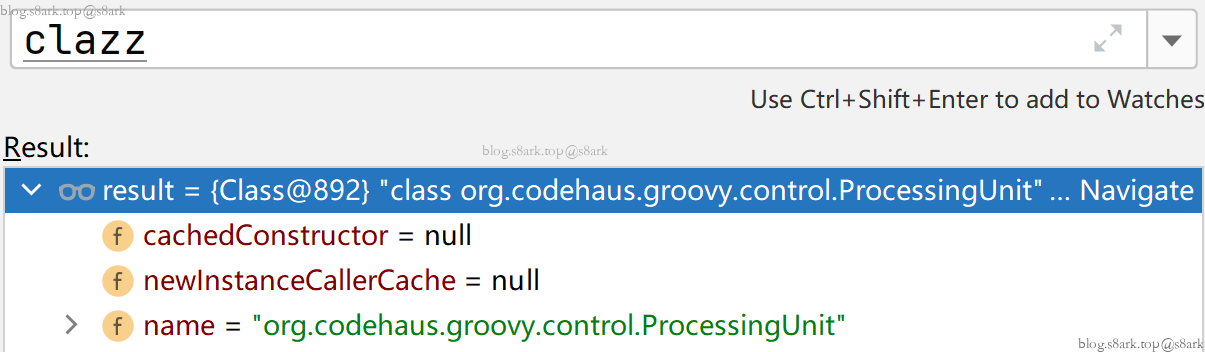 blog.s8ark.top@s8ark
clazz
Use Ctrl+Shift+Enter to add to Watches
Result:
blog.s8ark.top@s8ark
result = {Class@892} "class org.codehaus.groovy.control.ProcessingUnit" ... Navigate
f cachedConstructor = null
f newInstanceCallerCache = null
f name = "org.codehaus.groovy.control.ProcessingUnit"
blog.s8ark.top@s8ark